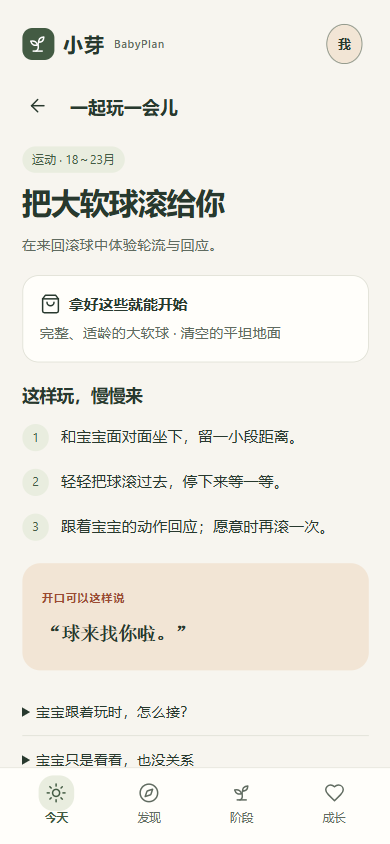 小芽 BabyPlan
我
一起玩一会儿
运动 · 18~23月
把大软球滚给你
在来回滚球中体验轮流与回应。
拿好这些就能开始
完整、适龄的大软球 · 清空的平坦地面
这样玩，慢慢来
1 和宝宝面对面坐下，留一小段距离。
2 轻轻把球滚过去，停下来等一等。
3 跟着宝宝的动作回应；愿意时再滚一次。
开口可以这样说
“球来找你啦。”
宝宝跟着玩时，怎么接？
宝宝只是看看，也没关系
今天 发现 阶段 成长